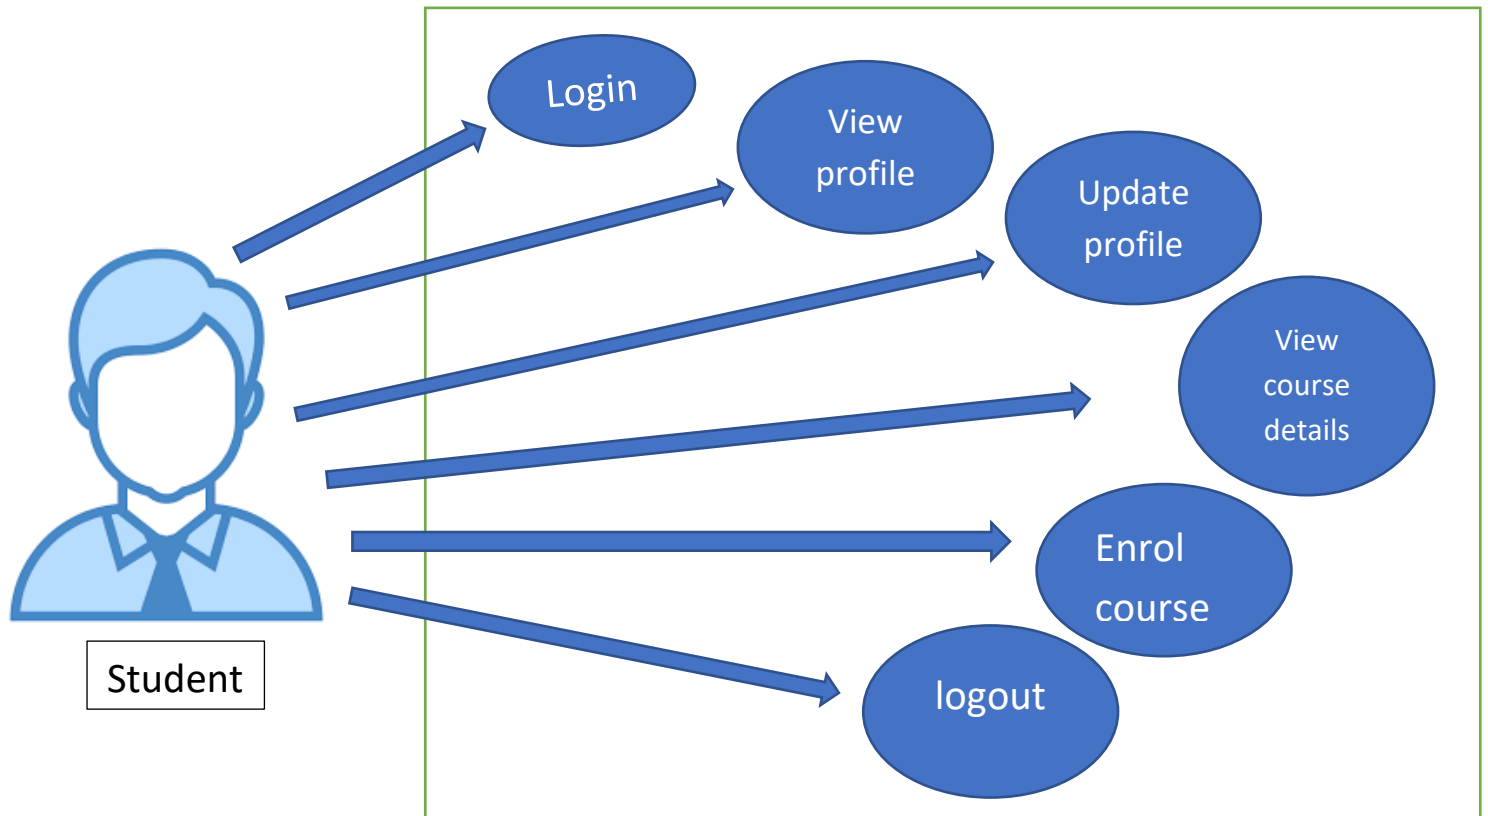 Login
View
profile
Update
profile
View
course
details
Enrol
course
logout
Student